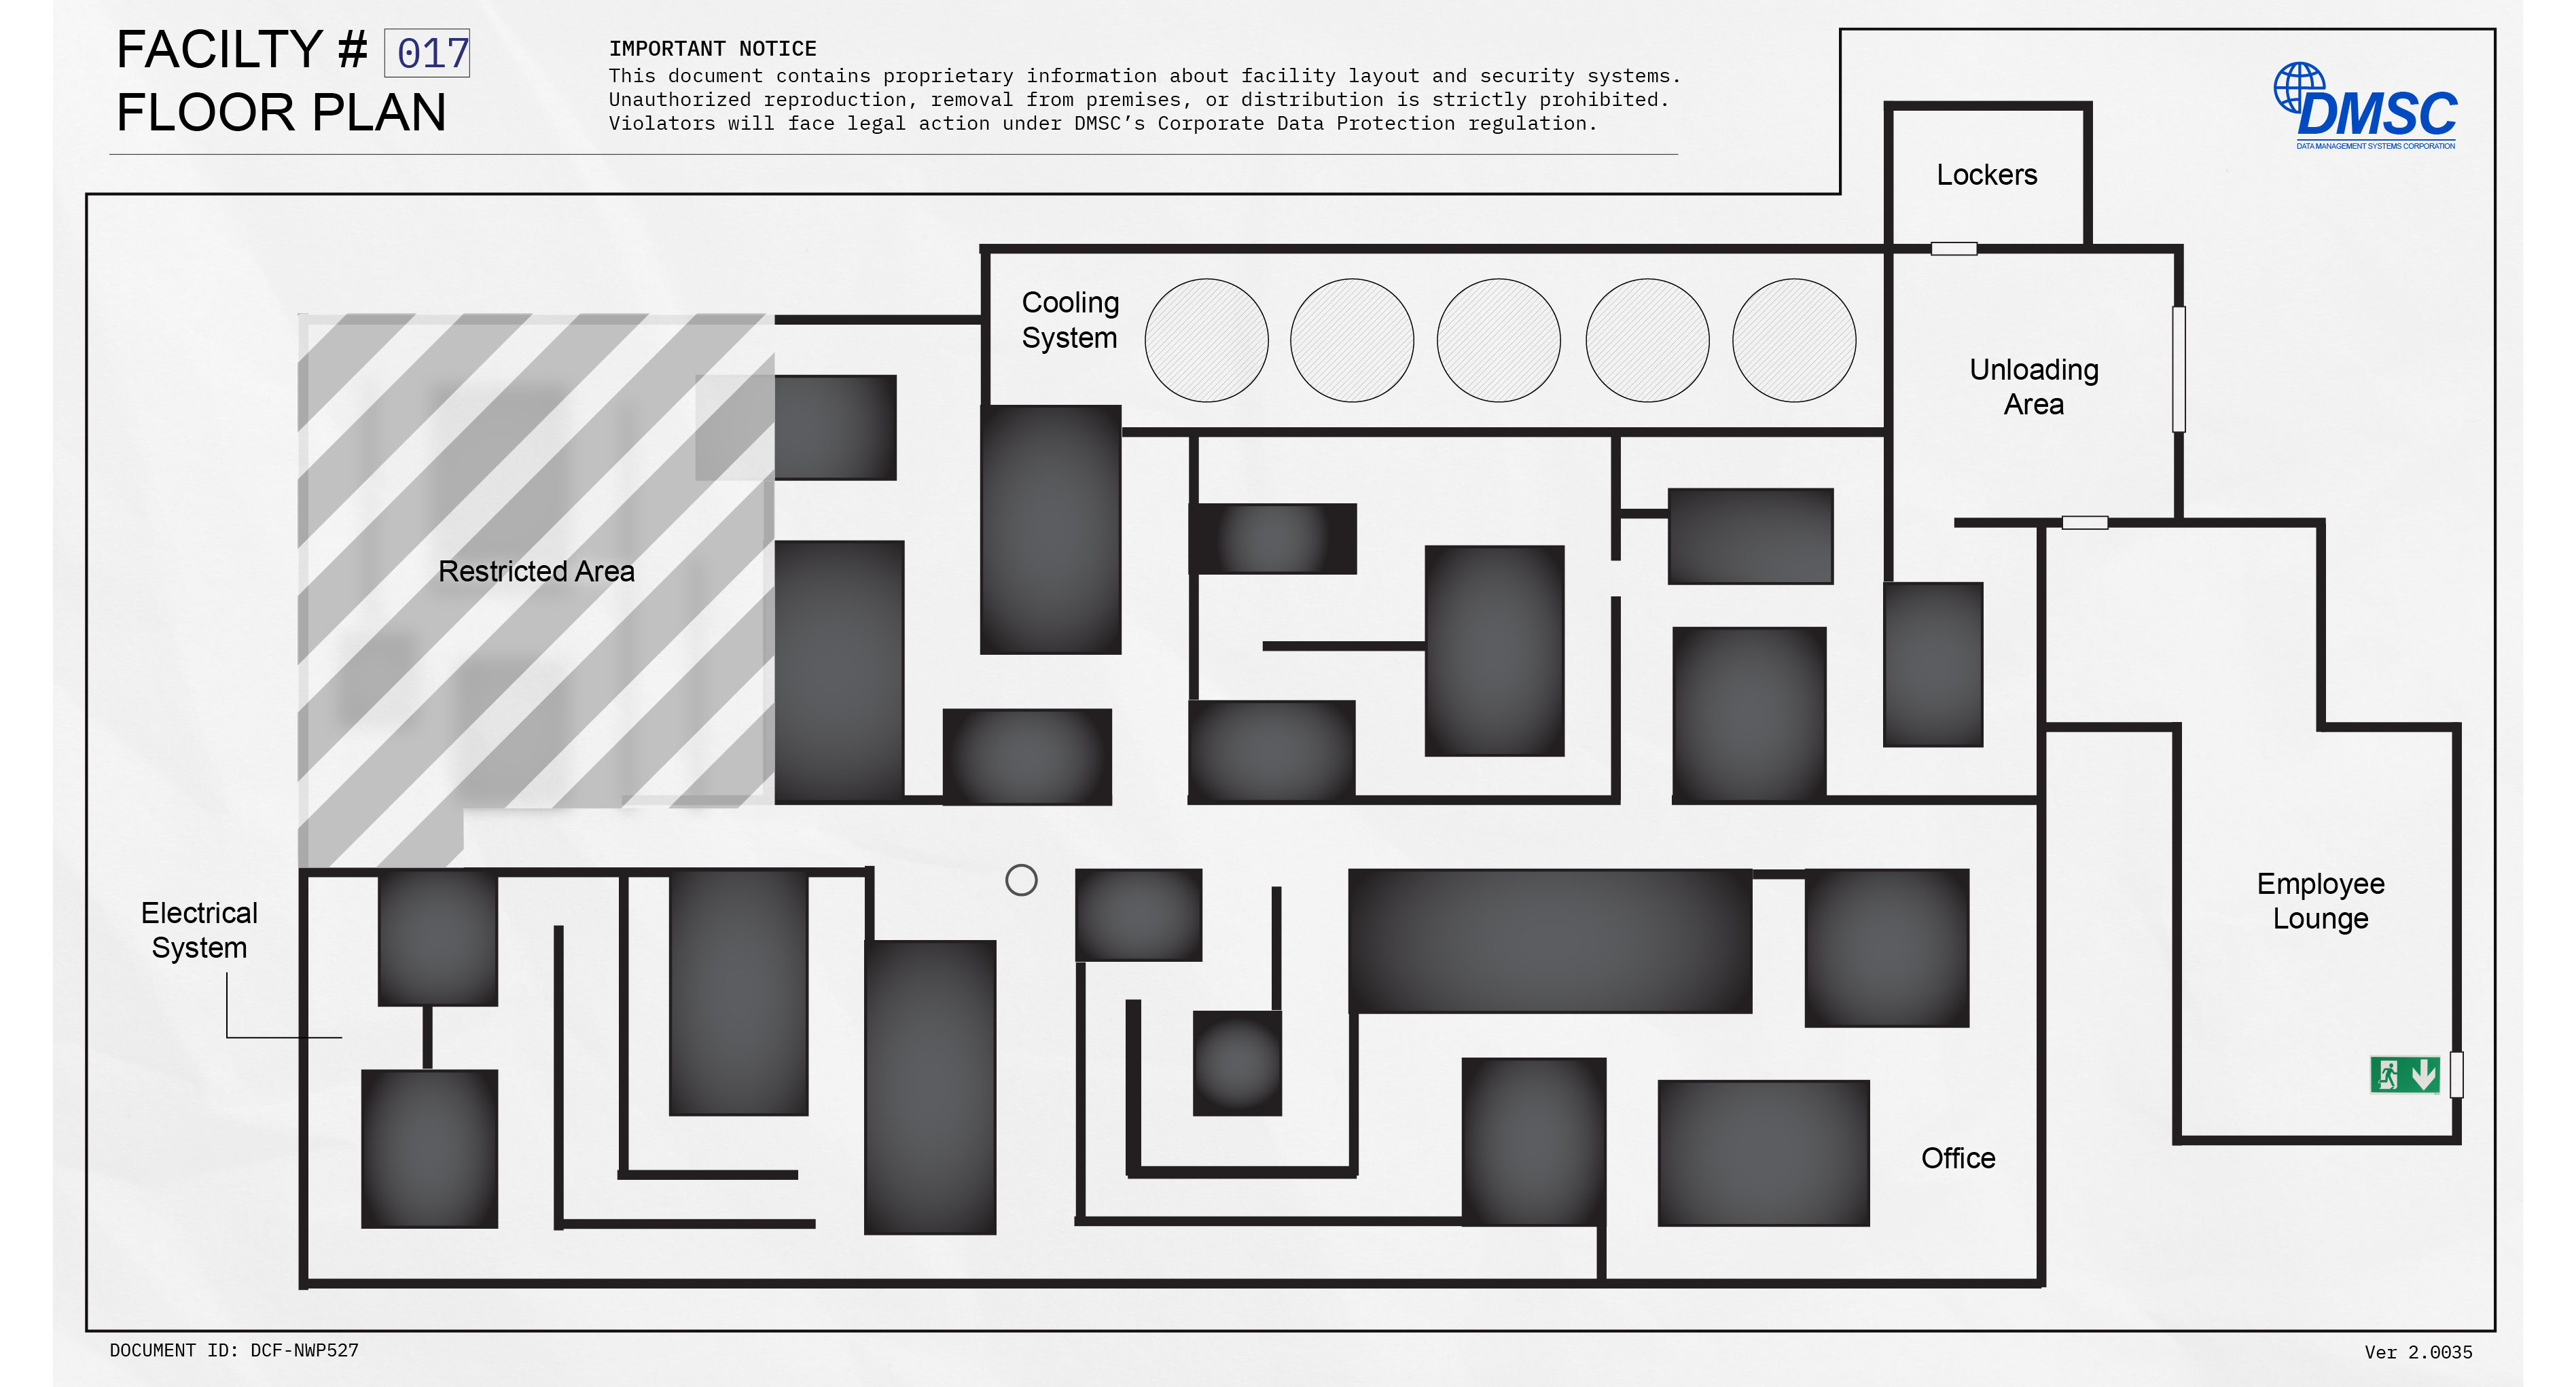 FACILTY # 017
FLOOR PLAN
IMPORTANT NOTICE
This document contains proprietary information about facility layout and security systems.
Unauthorized reproduction, removal from premises, or distribution is strictly prohibited.
Violators will face legal action under DMSC’s Corporate Data Protection regulation.
DMSC
DATA MANAGEMENT SYSTEMS CORPORATION
Lockers
Cooling
System
Unloading
Area
Restricted Area
Electrical
System
Employee
Lounge
Office
DOCUMENT ID: DCF-NWP527
Ver 2.0035